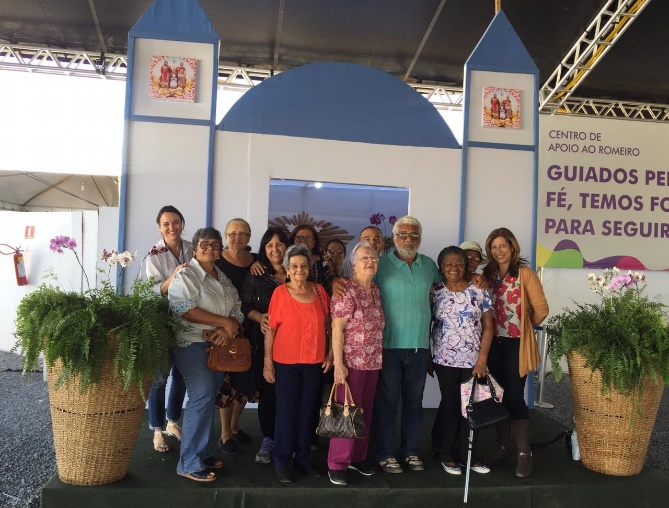 CENTRO DE
APOIO AO ROMEIRO
GUIADOS PE
FÉ, TEMOS FO
PARA SEGUIR